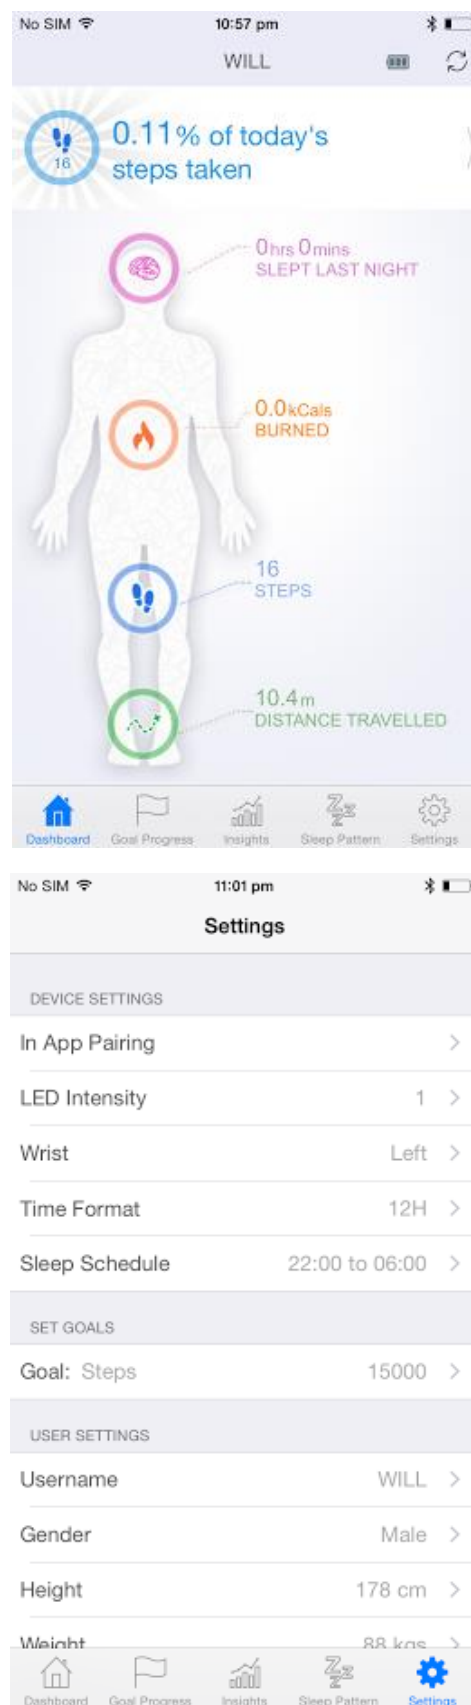 No SIM 10:57 pm
WILL
0.11% of today's
steps taken
16
0hrs 0mins
SLEPT LAST NIGHT
0.0kCals
BURNED
16
STEPS
10.4m
DISTANCE TRAVELLED
Dashboard Goal Progress Insights Sleep Pattern Settings
No SIM 11:01 pm
Settings
DEVICE SETTINGS
In App Pairing
LED Intensity 1
Wrist Left
Time Format 12H
Sleep Schedule 22:00 to 06:00
SET GOALS
Goal: Steps 15000
USER SETTINGS
Username WILL
Gender Male
Height 178 cm
Weight 88 kgs
Dashboard Goal Progress Insights Sleep Pattern Settings